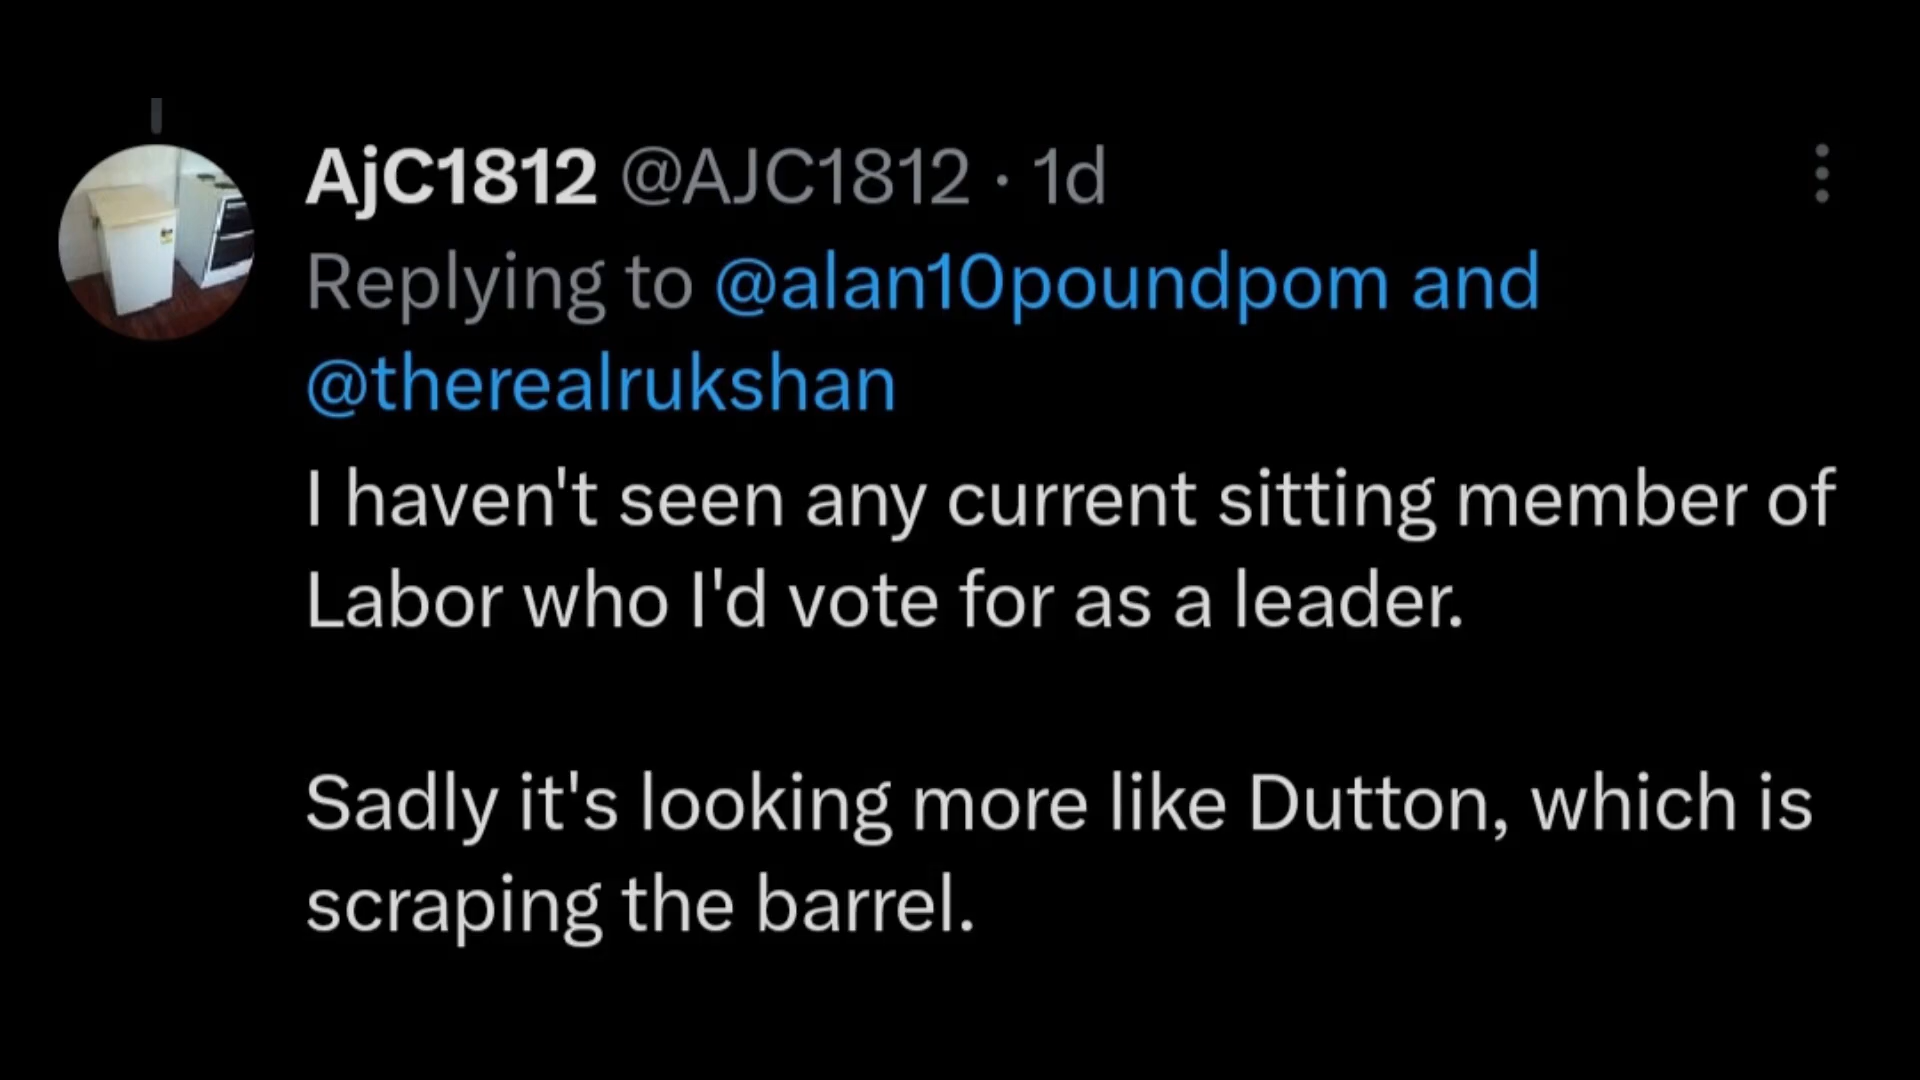 AjC1812 @AJC1812 · 1d
Replying to @alan10poundpom and
@therealrukshan
I haven't seen any current sitting member of
Labor who I'd vote for as a leader.
Sadly it's looking more like Dutton, which is
scraping the barrel.